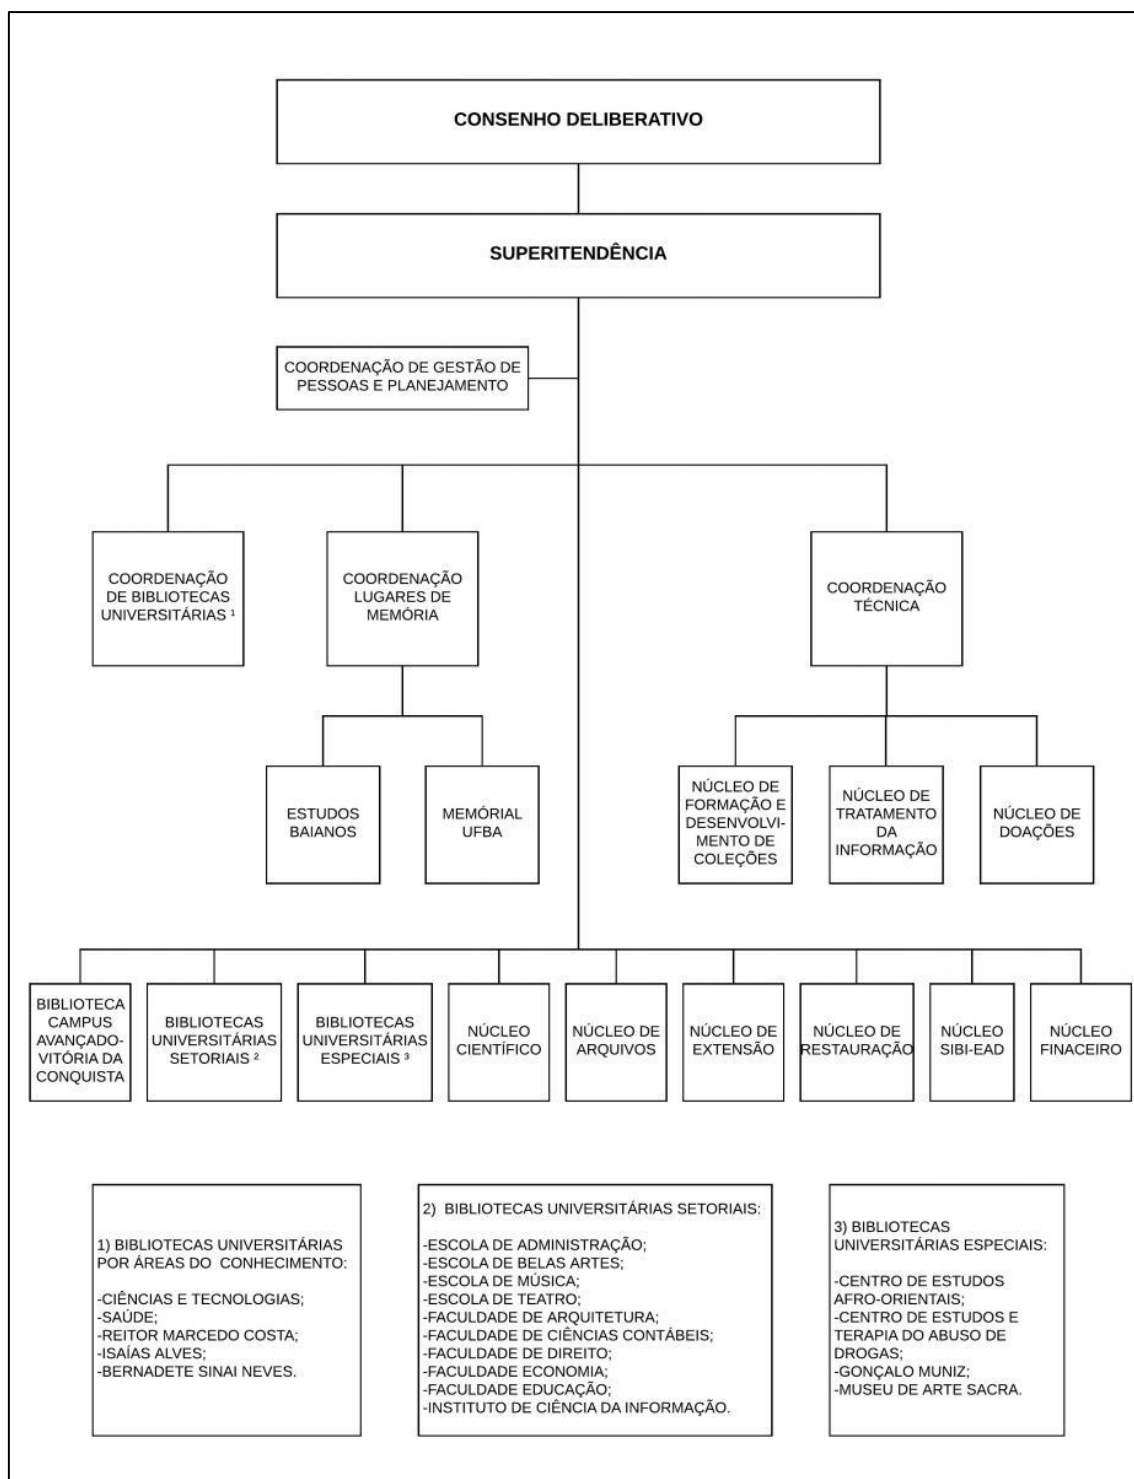 CONSENHO DELIBERATIVO
SUPERITENDÊNCIA
COORDENAÇÃO DE GESTÃO DE
PESSOAS E PLANEJAMENTO
COORDENAÇÃO
DE BIBLIOTECAS
UNIVERSITÁRIAS ¹
COORDENAÇÃO
LUGARES DE
MEMÓRIA
COORDENAÇÃO
TÉCNICA
ESTUDOS
BAIANOS
MEMÓRIAL
UFBA
NÚCLEO DE
FORMAÇÃO E
DESENVOLVI-
MENTO DE
COLEÇÕES
NÚCLEO DE
TRATAMENTO
DA
INFORMAÇÃO
NÚCLEO DE
DOAÇÕES
BIBLIOTECA
CAMPUS
AVANÇADO-
VITÓRIA DA
CONQUISTA
BIBLIOTECAS
UNIVERSITÁRIAS
SETORIAIS ²
BIBLIOTECAS
UNIVERSITÁRIAS
ESPECIAIS ³
NÚCLEO
CIENTÍFICO
NÚCLEO DE
ARQUIVOS
NÚCLEO DE
EXTENSÃO
NÚCLEO DE
RESTAURAÇÃO
NÚCLEO
SIBI-EAD
NÚCLEO
FINACEIRO
1) BIBLIOTECAS UNIVERSITÁRIAS
POR ÁREAS DO CONHECIMENTO:
-CIÊNCIAS E TECNOLOGIAS;
-SAÚDE;
-REITOR MARCEDO COSTA;
-ISAÍAS ALVES;
-BERNADETE SINAI NEVES.
2) BIBLIOTECAS UNIVERSITÁRIAS SETORIAIS:
-ESCOLA DE ADMINISTRAÇÃO;
-ESCOLA DE BELAS ARTES;
-ESCOLA DE MÚSICA;
-ESCOLA DE TEATRO;
-FACULDADE DE ARQUITETURA;
-FACULDADE DE CIÊNCIAS CONTÁBEIS;
-FACULDADE DE DIREITO;
-FACULDADE ECONOMIA;
-FACULDADE EDUCAÇÃO;
-INSTITUTO DE CIÊNCIA DA INFORMAÇÃO.
3) BIBLIOTECAS
UNIVERSITÁRIAS ESPECIAIS:
-CENTRO DE ESTUDOS
AFRO-ORIENTAIS;
-CENTRO DE ESTUDOS E
TERAPIA DO ABUSO DE
DROGAS;
-GONÇALO MUNIZ;
-MUSEU DE ARTE SACRA.